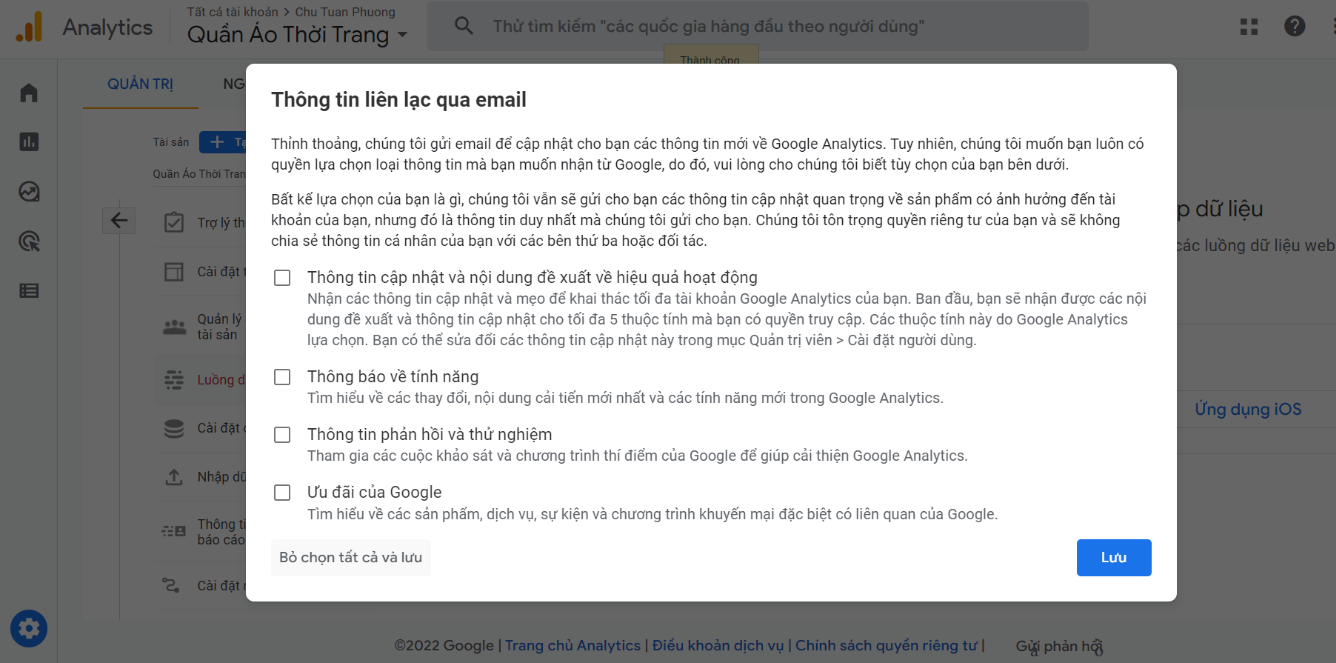 Analytics
Tất cả tài khoản > Chu Tuan Phuong
Quần Áo Thời Trang
Thử tìm kiếm "các quốc gia hàng đầu theo người dùng"
Thành công
QUẢN TRỊ
NG
Tài sản
Quần Áo Thời Tran
Trợ lý th
Cài đặt
Quản lý
tài sản
Luồng d
Cài đặt
Nhập dũ
Thông ti
báo cáo
Cài đặt
Thông tin liên lạc qua email
Thỉnh thoảng, chúng tôi gửi email để cập nhật cho bạn các thông tin mới về Google Analytics. Tuy nhiên, chúng tôi muốn bạn luôn có
quyền lựa chọn loại thông tin mà bạn muốn nhận từ Google, do đó, vui lòng cho chúng tôi biết tùy chọn của bạn bên dưới.
Bất kể lựa chọn của bạn là gì, chúng tôi vẫn sẽ gửi cho bạn các thông tin cập nhật quan trọng về sản phẩm có ảnh hưởng đến tài
khoản của bạn, nhưng đó là thông tin duy nhất mà chúng tôi gửi cho bạn. Chúng tôi tôn trọng quyền riêng tư của bạn và sẽ không
chia sẻ thông tin cá nhân của bạn với các bên thứ ba hoặc đối tác.
Thông tin cập nhật và nội dung đề xuất về hiệu quả hoạt động
Nhận các thông tin cập nhật và mẹo để khai thác tối đa tài khoản Google Analytics của bạn. Ban đầu, bạn sẽ nhận được các nội
dung đề xuất và thông tin cập nhật cho tối đa 5 thuộc tính mà bạn có quyền truy cập. Các thuộc tính này do Google Analytics
lựa chọn. Bạn có thể sửa đổi các thông tin cập nhật này trong mục Quản trị viên > Cài đặt người dùng.
Thông báo về tính năng
Tìm hiểu về các thay đổi, nội dung cải tiến mới nhất và các tính năng mới trong Google Analytics.
Thông tin phản hồi và thử nghiệm
Tham gia các cuộc khảo sát và chương trình thí điểm của Google để giúp cải thiện Google Analytics.
Ưu đãi của Google
Tìm hiểu về các sản phẩm, dịch vụ, sự kiện và chương trình khuyến mại đặc biệt có liên quan của Google.
Bỏ chọn tất cả và lưu
Lưu
p dữ liệu
các luồng dữ liệu web
Ứng dụng iOS
©2022 Google | Trang chủ Analytics | Điều khoản dịch vụ | Chính sách quyền riêng tư |
Gửi phản hồi